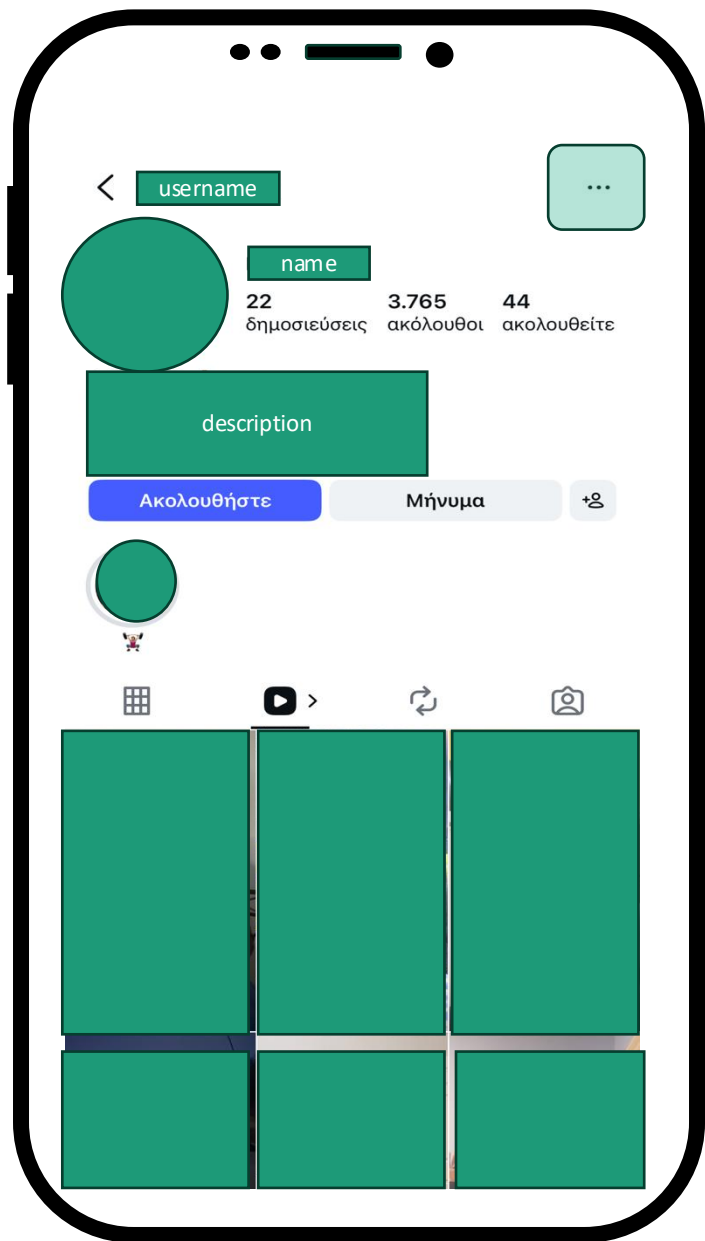 username
...
name
22 3.765 44
δημοσιεύσεις ακόλουθοι ακολουθείτε
description
Ακολουθήστε Μήνυμα